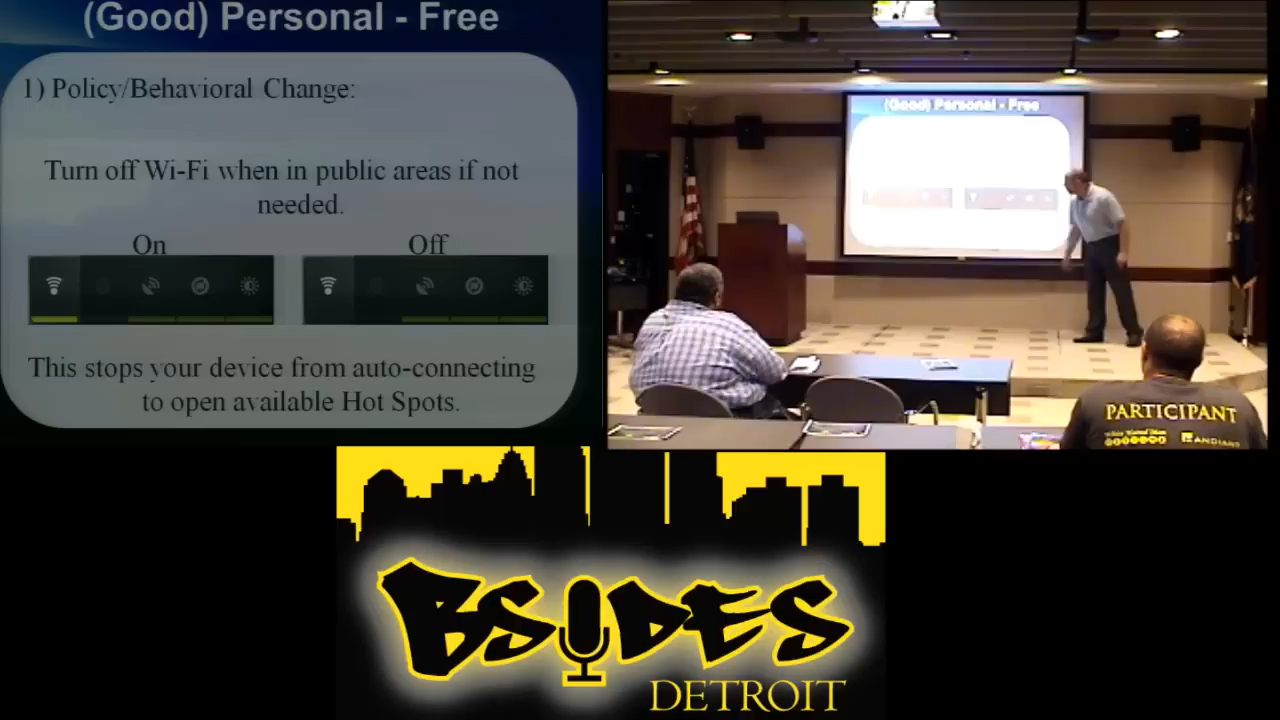 (Good) Personal - Free
1) Policy/Behavioral Change:
Turn off Wi-Fi when in public areas if not
needed.
On
Off
This stops your device from auto-connecting
to open available Hot Spots.
(Good) Personal - Free
PARTICIPANT
BSIDES
DETROIT